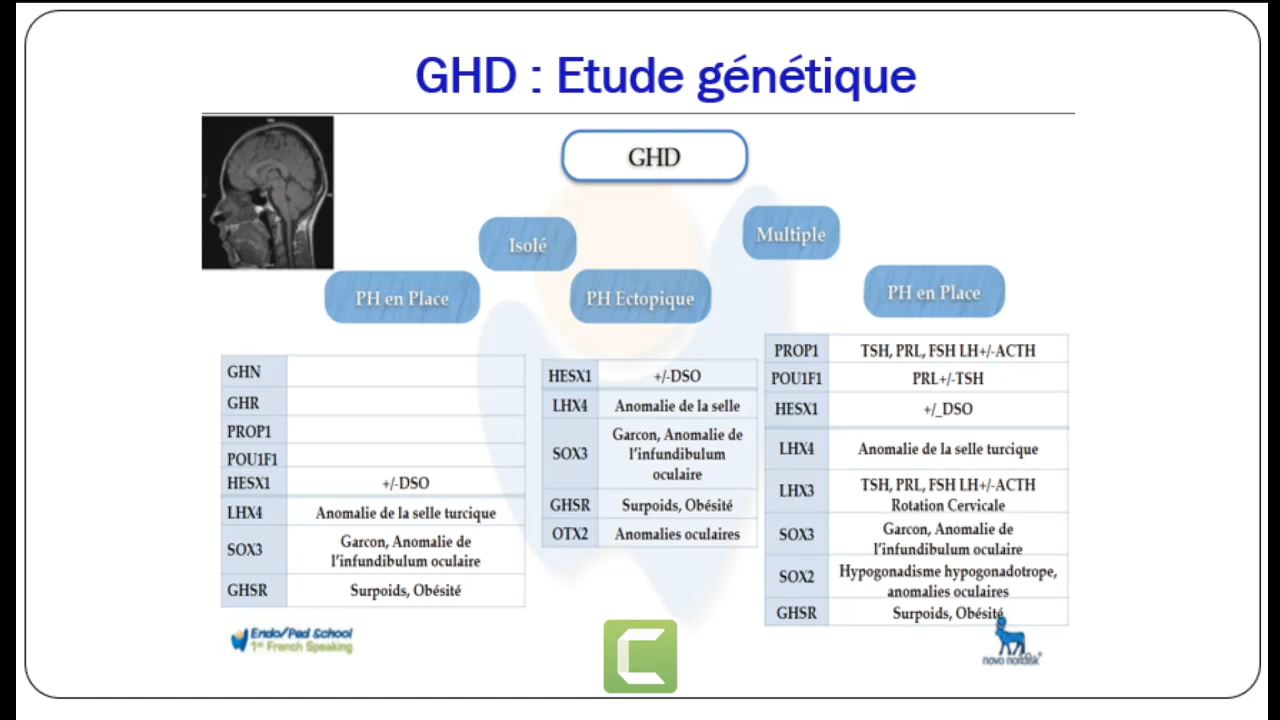 GHD : Etude génétique
GHD
Isolé
Multiple
PH en Place
PH Ectopique
PH en Place
GHN
GHR
PROP1
POU1F1
HESX1 +/-DSO
LHX4 Anomalie de la selle turcique
SOX3 Garcon, Anomalie de
l'infundibulum oculaire
GHSR Surpoids, Obésité
HESX1 +/-DSO
LHX4 Anomalie de la selle
SOX3 Garcon, Anomalie de
l'infundibulum
oculaire
GHSR Surpoids, Obésité
OTX2 Anomalies oculaires
PROP1 TSH, PRL, FSH LH+/-ACTH
POU1F1 PRL+/-TSH
HESX1 +/_DSO
LHX4 Anomalie de la selle turcique
LHX3 TSH, PRL, FSH LH+/-ACTH
Rotation Cervicale
SOX3 Garcon, Anomalie de
l'infundibulum oculaire
SOX2 Hypogonadisme hypogonadotrope,
anomalies oculaires
GHSR Surpoids, Obésité
Endo/Ped School
1st French Speaking
novo nordisk®